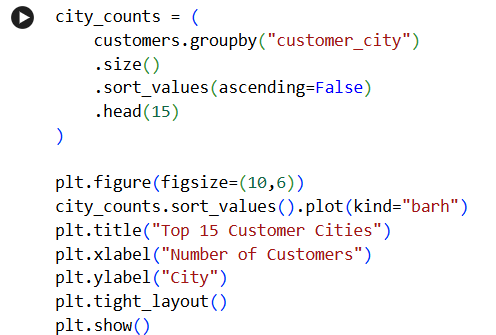 city_counts = (
    customers.groupby("customer_city")
    .size()
    .sort_values(ascending=False)
    .head(15)
)

plt.figure(figsize=(10,6))
city_counts.sort_values().plot(kind="barh")
plt.title("Top 15 Customer Cities")
plt.xlabel("Number of Customers")
plt.ylabel("City")
plt.tight_layout()
plt.show()